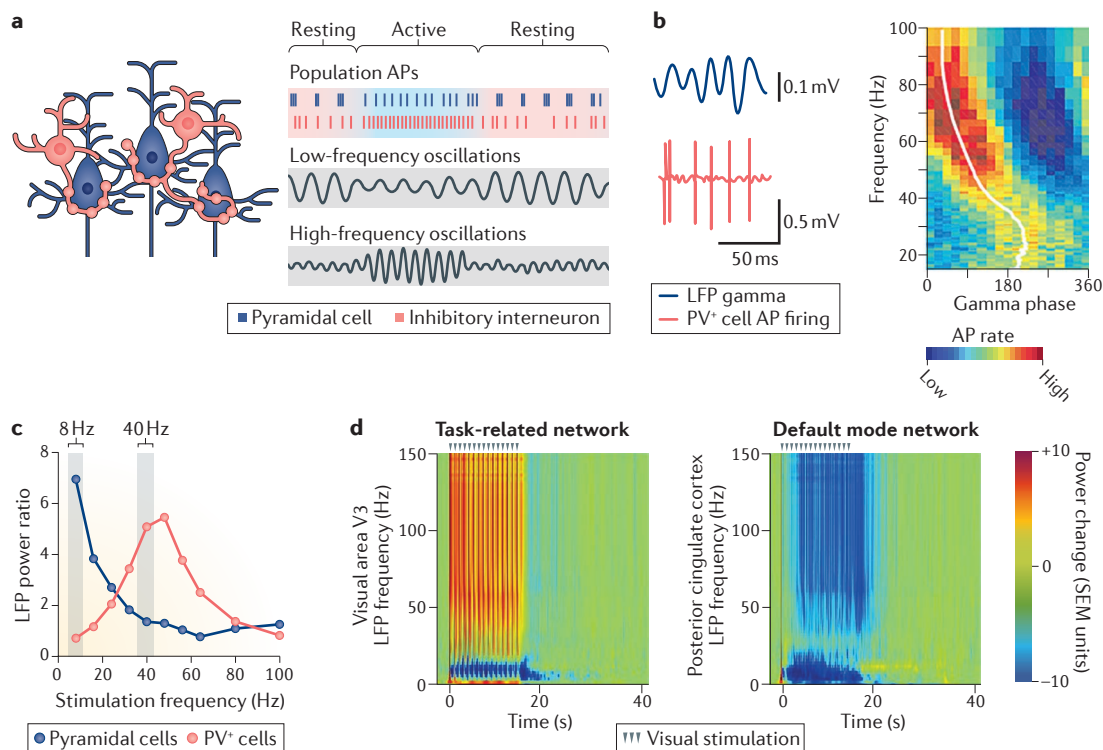 a
Resting Active Resting
Population APs
Low-frequency oscillations
High-frequency oscillations
Pyramidal cell Inhibitory interneuron
b
0.1 mV
0.5 mV
50 ms
LFP gamma
PV+ cell AP firing
Frequency (Hz)
100
80
60
40
20
0 180 360
Gamma phase
AP rate
Low High
c
8 Hz 40 Hz
LFP power ratio
8
6
4
2
0
0 20 40 60 80 100
Stimulation frequency (Hz)
Pyramidal cells PV+ cells
d
Task-related network
Visual area V3
LFP frequency (Hz)
150
100
50
0
0 20 40
Time (s)
Default mode network
Posterior cingulate cortex
LFP frequency (Hz)
150
100
50
0
0 20 40
Time (s)
+10
0
−10
Power change (SEM units)
Visual stimulation